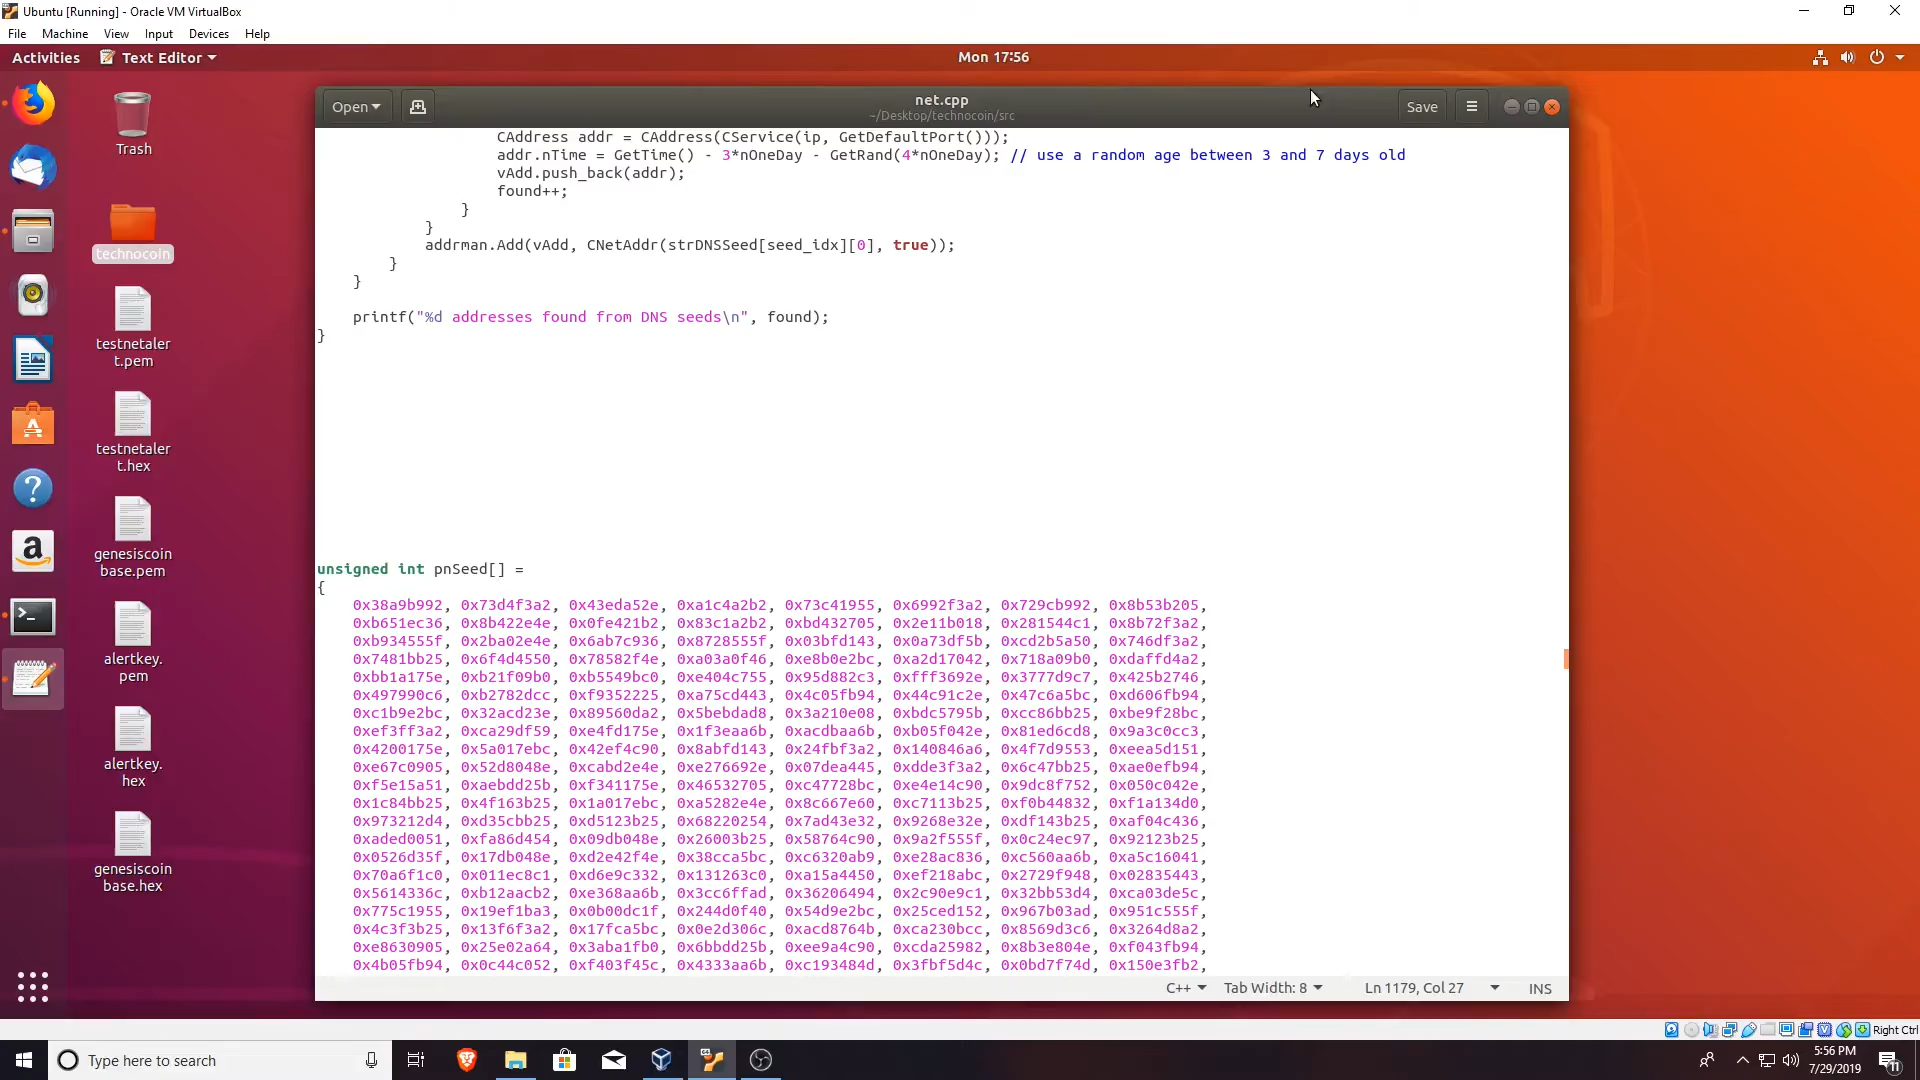 Ubuntu [Running] - Oracle VM VirtualBox
File Machine View Input Devices Help
Activities Text Editor Mon 17:56
Open net.cpp Save
~/Desktop/technocoin/src
Trash
technocoin
testnetaler
t.pem
testnetaler
t.hex
genesiscoin
base.pem
alertkey.
pem
alertkey.
hex
genesiscoin
base.hex
CAddress addr = CAddress(CService(ip, GetDefaultPort()));
addr.nTime = GetTime() - 3*nOneDay - GetRand(4*nOneDay); // use a random age between 3 and 7 days old
vAdd.push_back(addr);
found++;
}
}
addrman.Add(vAdd, CNetAddr(strDNSSeed[seed_idx][0], true));
}
}
printf("%d addresses found from DNS seeds\n", found);
}
unsigned int pnSeed[] =
{
0x38a9b992, 0x73d4f3a2, 0x43eda52e, 0xa1c4a2b2, 0x73c41955, 0x6992f3a2, 0x729cb992, 0x8b53b205,
0xb651ec36, 0x8b422e4e, 0x0fe421b2, 0x83c1a2b2, 0xbd432705, 0x2e11b018, 0x281544c1, 0x8b72f3a2,
0xb934555f, 0x2ba02e4e, 0x6ab7c936, 0x8728555f, 0x03bfd143, 0x0a73df5b, 0xcd2b5a50, 0x746df3a2,
0x7481bb25, 0x6f4d4550, 0x78582f4e, 0xa03a0f46, 0xe8b0e2bc, 0xa2d17042, 0x718a09b0, 0xdaffd4a2,
0xbb1a175e, 0xb21f09b0, 0xb5549bc0, 0xe404c755, 0x95d882c3, 0xfff3692e, 0x3777d9c7, 0x425b2746,
0x497990c6, 0xb2782dcc, 0xf9352225, 0xa75cd443, 0x4c05fb94, 0x44c91c2e, 0x47c6a5bc, 0xd606fb94,
0xc1b9e2bc, 0x32acd23e, 0x89560da2, 0x5bebdad8, 0x3a210e08, 0xbdc5795b, 0xcc86bb25, 0xbe9f28bc,
0xef3ff3a2, 0xca29df59, 0xe4fd175e, 0x1f3eaa6b, 0xacdbaa6b, 0xb05f042e, 0x81ed6cd8, 0x9a3c0cc3,
0x4200175e, 0x5a017ebc, 0x42ef4c90, 0x8abfd143, 0x24fbf3a2, 0x140846a6, 0x4f7d9553, 0xeea5d151,
0xe67c0905, 0x52d8048e, 0xcabd2e4e, 0xe276692e, 0x07dea445, 0xdde3f3a2, 0x6c47bb25, 0xae0efb94,
0xf5e15a51, 0xaebdd25b, 0xf341175e, 0x46532705, 0xc47728bc, 0xe4e14c90, 0x9dc8f752, 0x050c042e,
0x1c84bb25, 0x4f163b25, 0x1a017ebc, 0xa5282e4e, 0x8c667e60, 0xc7113b25, 0xf0b44832, 0xf1a134d0,
0x973212d4, 0xd35cbb25, 0xd5123b25, 0x68220254, 0x7ad43e32, 0x9268e32e, 0xdf143b25, 0xaf04c436,
0xaded0051, 0xfa86d454, 0x09db048e, 0x26003b25, 0x58764c90, 0x9a2f555f, 0x0c24ec97, 0x92123b25,
0x0526d35f, 0x17db048e, 0xd2e42f4e, 0x38cca5bc, 0xc6320ab9, 0xe28ac836, 0xc560aa6b, 0xa5c16041,
0x70a6f1c0, 0x011ec8c1, 0xd6e9c332, 0x131263c0, 0xa15a4450, 0xef218abc, 0x2729f948, 0x02835443,
0x5614336c, 0xb12aacb2, 0xe368aa6b, 0x3cc6ffad, 0x36206494, 0x2c90e9c1, 0x32bb53d4, 0xca03de5c,
0x775c1955, 0x19ef1ba3, 0x0b00dc1f, 0x244d0f40, 0x54d9e2bc, 0x25ced152, 0x967b03ad, 0x951c555f,
0x4c3f3b25, 0x13f6f3a2, 0x17fca5bc, 0x0e2d306c, 0xacd8764b, 0xca230bcc, 0x8569d3c6, 0x3264d8a2,
0xe8630905, 0x25e02a64, 0x3aba1fb0, 0x6bbdd25b, 0xee9a4c90, 0xcda25982, 0x8b3e804e, 0xf043fb94,
0x4b05fb94, 0x0c44c052, 0xf403f45c, 0x4333aa6b, 0xc193484d, 0x3fbf5d4c, 0x0bd7f74d, 0x150e3fb2,
C++ Tab Width: 8 Ln 1179, Col 27 INS
Right Ctrl
Type here to search
5:56 PM
7/29/2019
11